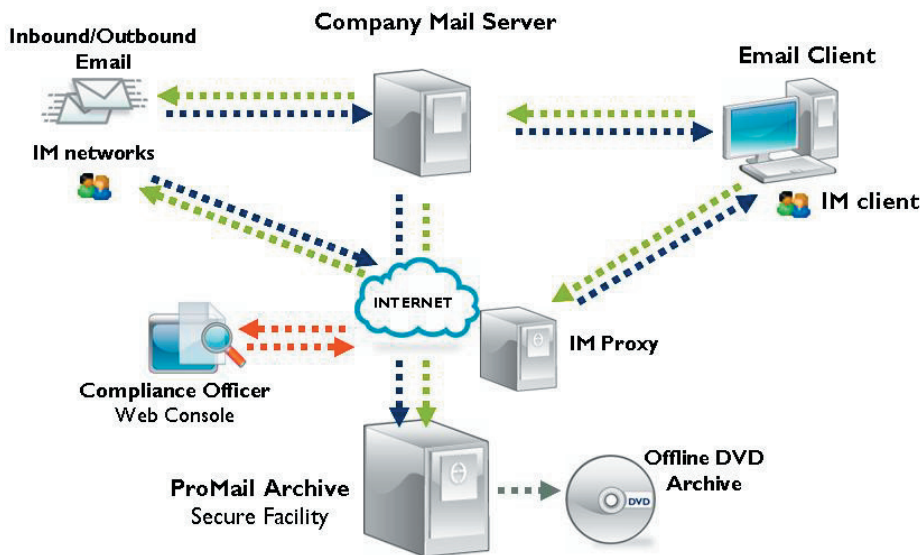 Company Mail Server
Inbound/Outbound
Email
Email Client
IM networks
IM client
INTERNET
IM Proxy
Compliance Officer
Web Console
ProMail Archive
Secure Facility
Offline DVD
Archive
DVD